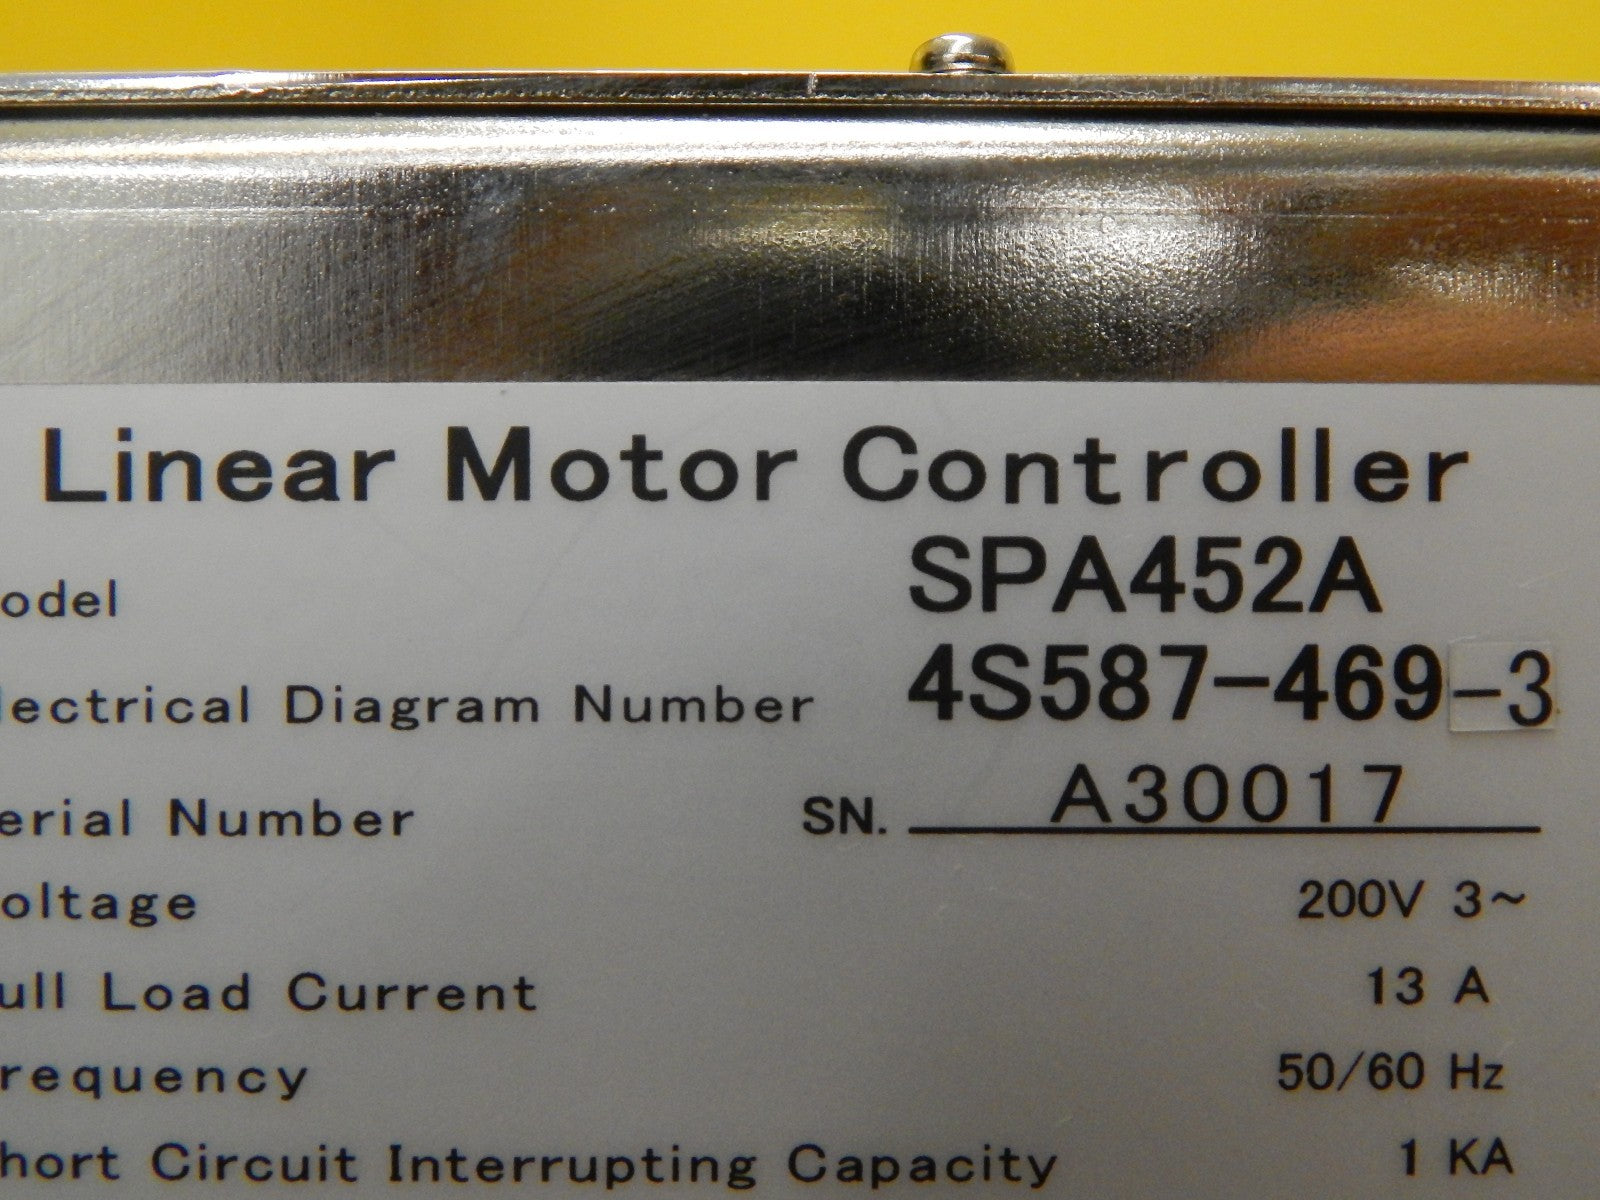 Linear Motor Controller
odel SPA452A
lectrical Diagram Number 4S587-469-3
erial Number SN. A30017
oltage 200V 3~
ull Load Current 13 A
requency 50/60 Hz
hort Circuit Interrupting Capacity 1 KA